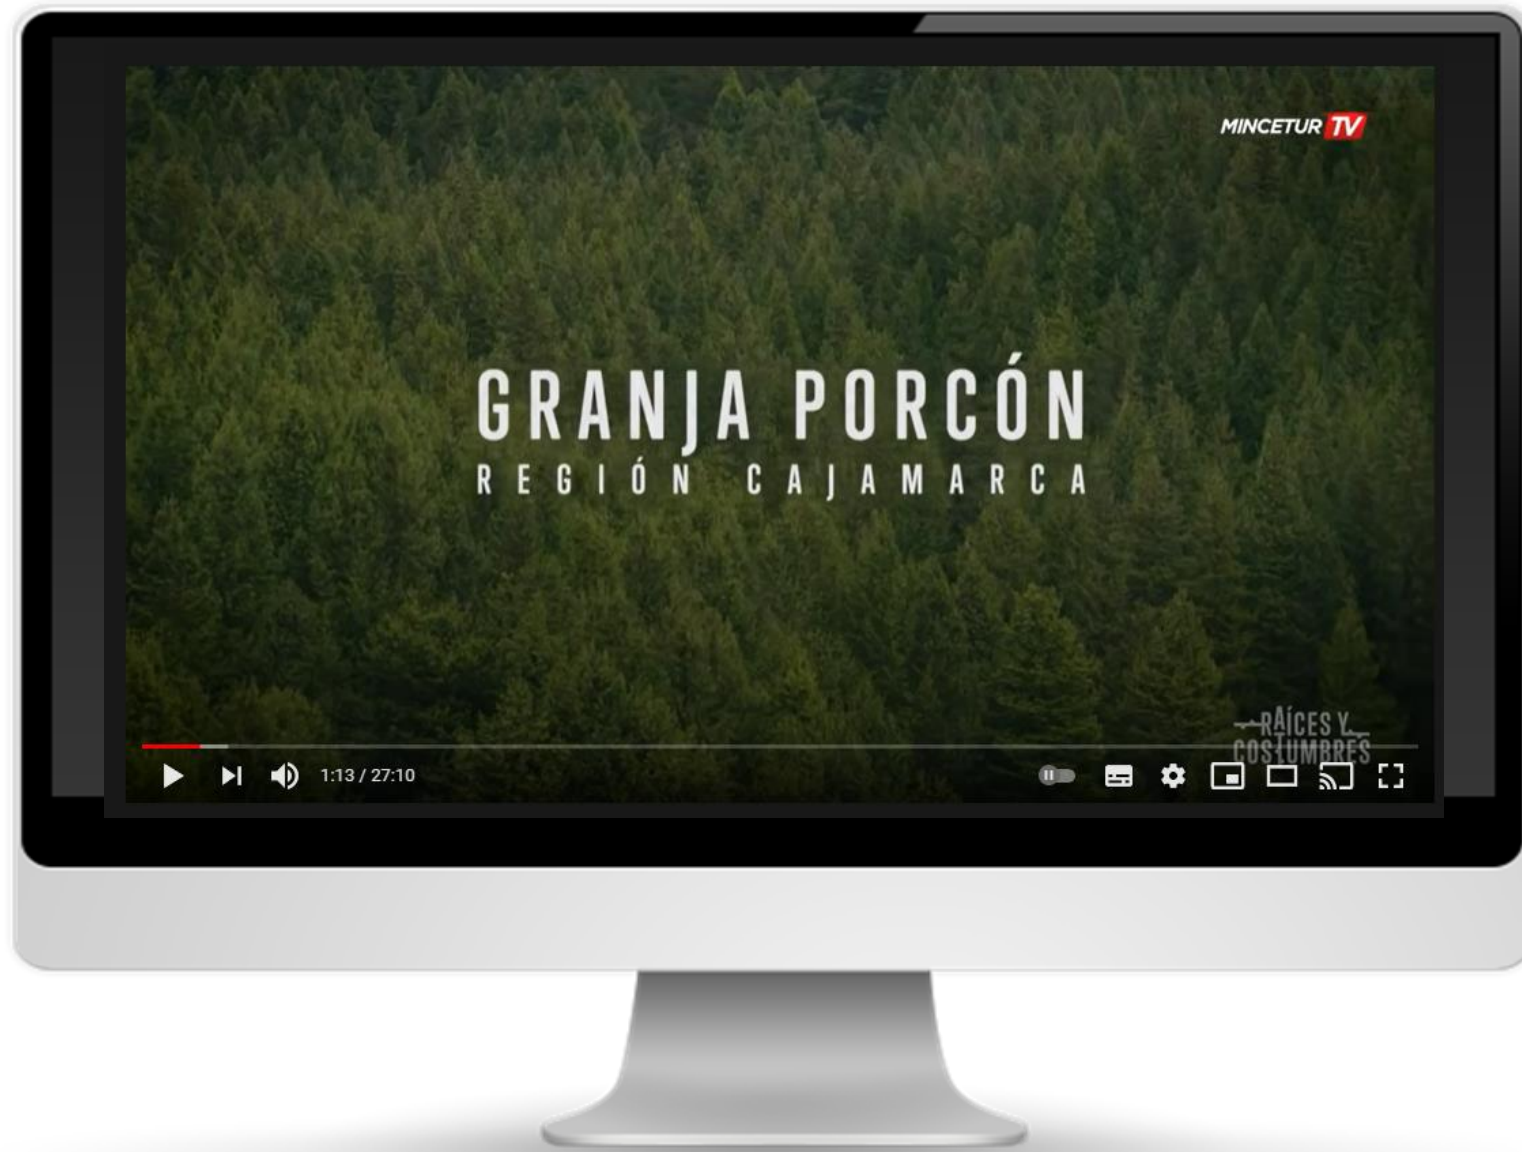 MINCETUR TV
GRANJA PORCÓN
REGIÓN CAJAMARCA
RAÍCES Y
COSTUMBRES
1:13 / 27:10